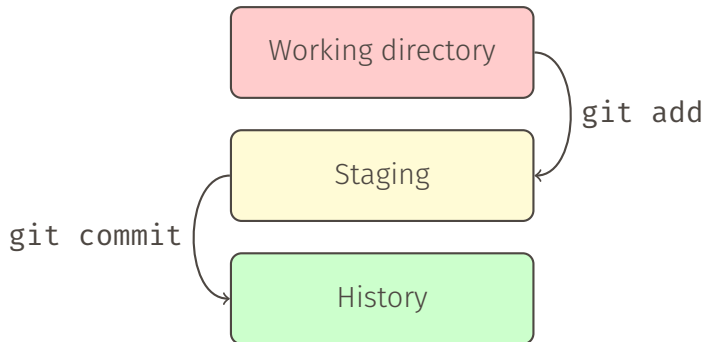 Working directory
git add
Staging
git commit
History